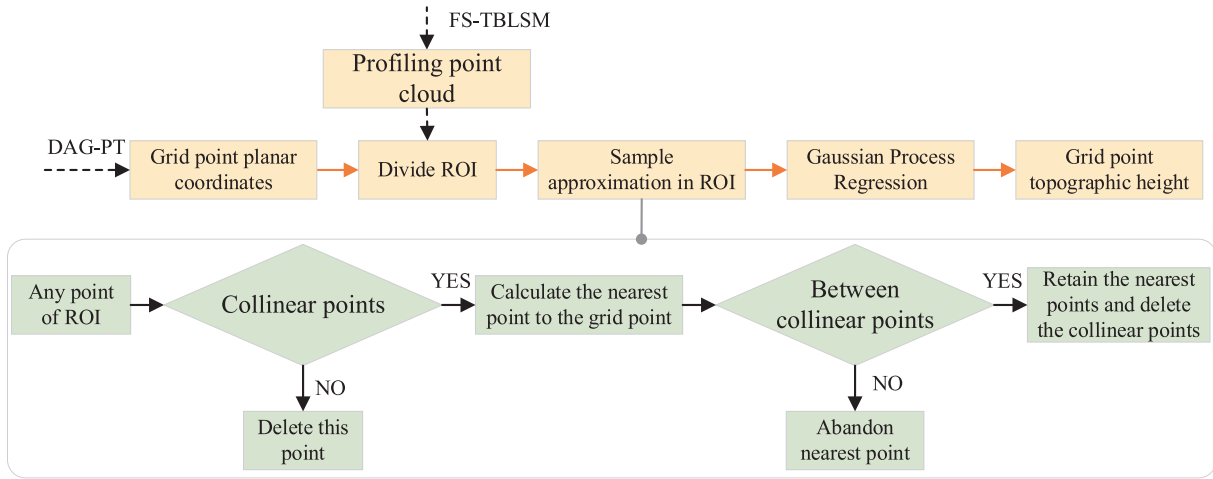 FS-TBLSM
Profiling point
cloud
DAG-PT
Grid point planar
coordinates
Divide ROI
Sample
approximation in ROI
Gaussian Process
Regression
Grid point
topographic height
Any point
of ROI
Collinear points
YES
Calculate the nearest
point to the grid point
Between
collinear points
YES
Retain the nearest
points and delete
the collinear points
NO
Delete this
point
NO
Abandon
nearest point